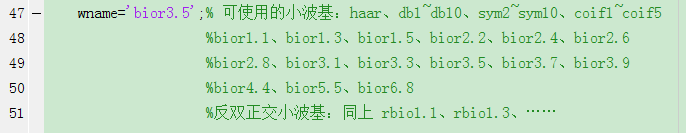 47 — wname='bior3.5';% 可使用的小波基：haar、db1~db10、sym2~sym10、coif1~coif5
48 %bior1.1、bior1.3、bior1.5、bior2.2、bior2.4、bior2.6
49 %bior2.8、bior3.1、bior3.3、bior3.5、bior3.7、bior3.9
50 %bior4.4、bior5.5、bior6.8
51 %反双正交小波基：同上 rbio1.1、rbio1.3、……